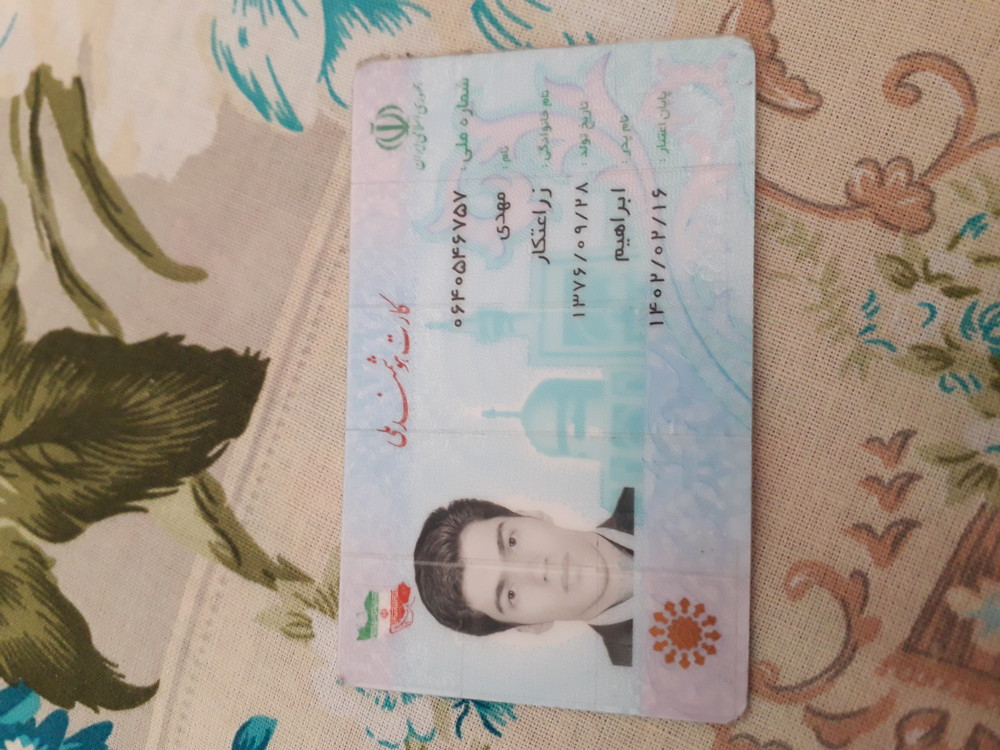 جمهوری اسلامی ایران
کارت هوشمند ملی
شماره ملی: ۰۶۴۰۵۴۶۷۵۷
نام: مهدی
نام خانوادگی: زراعتکار
تاریخ تولد: ۱۳۷۶/۰۹/۲۸
نام پدر: ابراهیم
پایان اعتبار: ۱۴۰۲/۰۲/۱۶